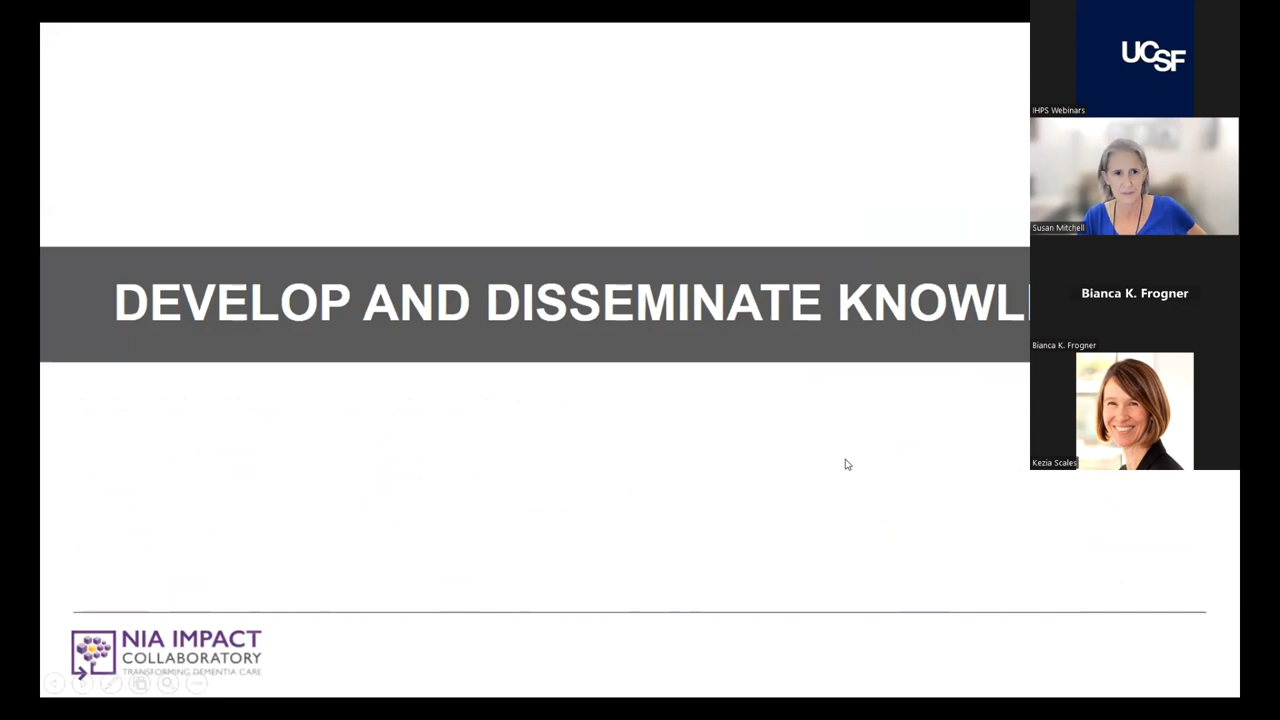 UCSF
IHPS Webinars
Susan Mitchell
DEVELOP AND DISSEMINATE KNOWL
Bianca K. Frogner
Bianca K. Frogner
Kezia Scales
NIA IMPACT
COLLABORATORY
TRANSFORMING DEMENTIA CARE